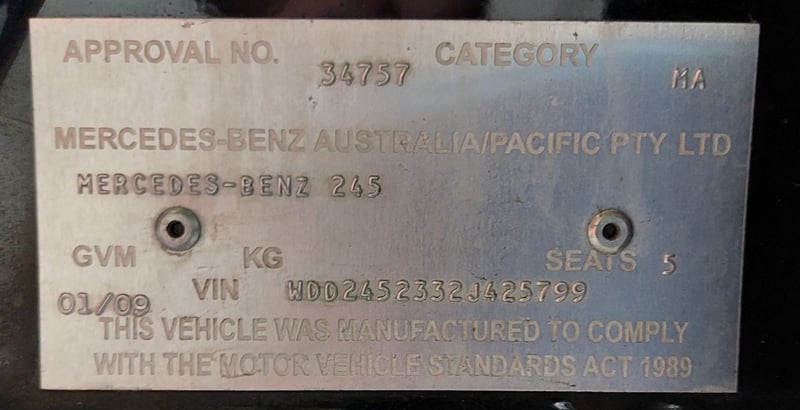 APPROVAL NO. 34757 CATEGORY MA
MERCEDES-BENZ AUSTRALIA/PACIFIC PTY LTD
MERCEDES-BENZ 245
GVM KG SEATS 5
01/09 VIN WDD2452332J425799
THIS VEHICLE WAS MANUFACTURED TO COMPLY
WITH THE MOTOR VEHICLE STANDARDS ACT 1989